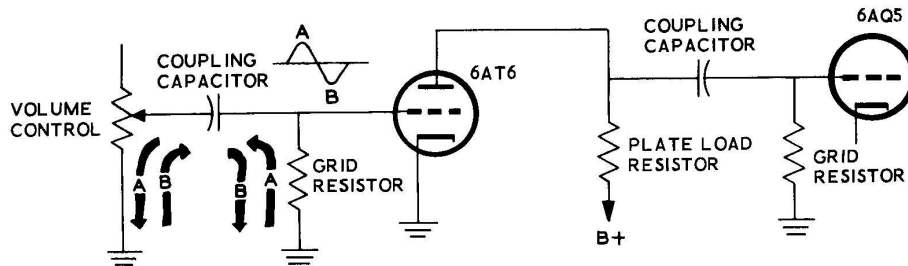 VOLUME
CONTROL
COUPLING
CAPACITOR
A
B
A
B
B
A
GRID
RESISTOR
6AT6
PLATE LOAD
RESISTOR
B+
COUPLING
CAPACITOR
6AQ5
GRID
RESISTOR